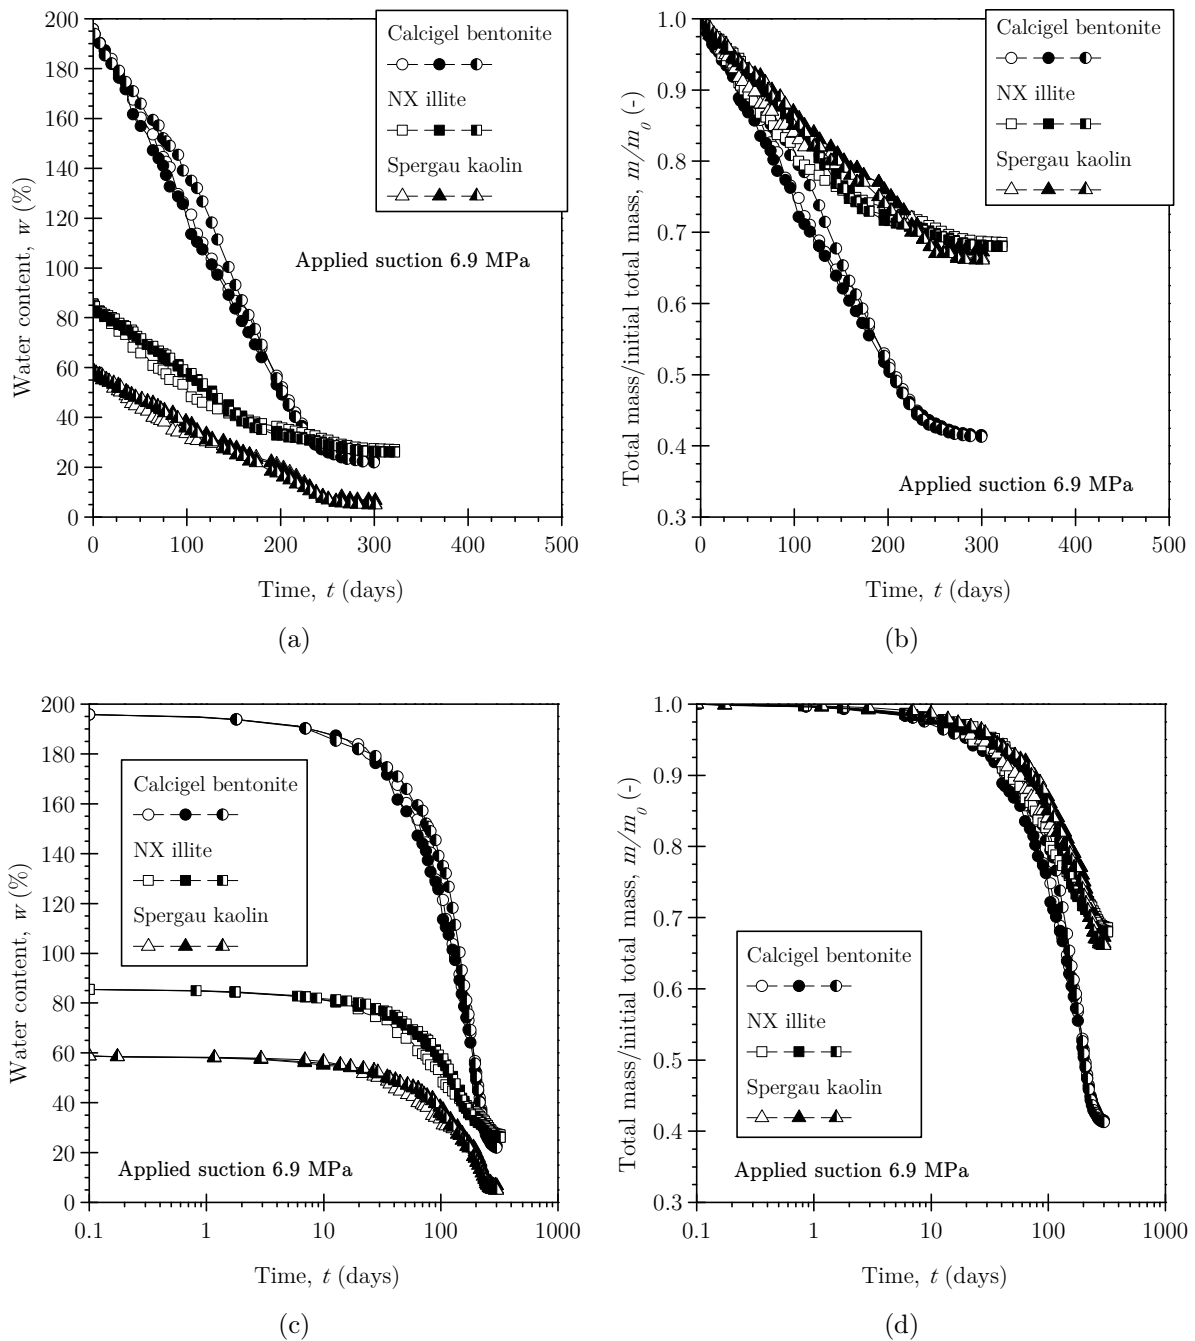 200
180
160
140
120
100
80
60
40
20
0
Water content, w (%)
Calcigel bentonite
NX illite
Spergau kaolin
Applied suction 6.9 MPa
0 100 200 300 400 500
Time, t (days)
(a)
1.0
0.9
0.8
0.7
0.6
0.5
0.4
0.3
Total mass/initial total mass, m/m0 (-)
Calcigel bentonite
NX illite
Spergau kaolin
Applied suction 6.9 MPa
0 100 200 300 400 500
Time, t (days)
(b)
200
180
160
140
120
100
80
60
40
20
0
Water content, w (%)
Calcigel bentonite
NX illite
Spergau kaolin
Applied suction 6.9 MPa
0.1 1 10 100 1000
Time, t (days)
(c)
1.0
0.9
0.8
0.7
0.6
0.5
0.4
0.3
Total mass/initial total mass, m/m0 (-)
Calcigel bentonite
NX illite
Spergau kaolin
Applied suction 6.9 MPa
0.1 1 10 100 1000
Time, t (days)
(d)